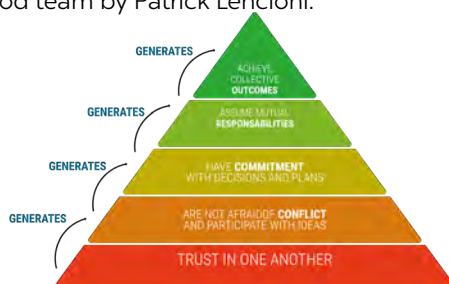 od team by Patrick Lencioni.
GENERATES
ACHIEVE
COLLECTIVE
OUTCOMES
GENERATES
ASSUME MUTUAL
RESPONSABILITIES
GENERATES
HAVE COMMITMENT
WITH DECISIONS AND PLANS
GENERATES
ARE NOT AFRAIDOF CONFLICT
AND PARTICIPATE WITH IDEAS
TRUST IN ONE ANOTHER